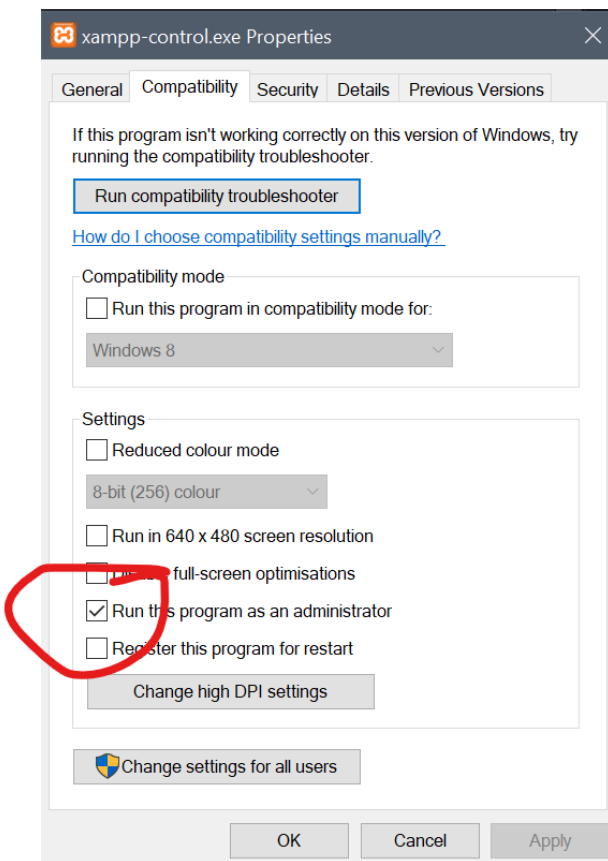 xampp-control.exe Properties
General Compatibility Security Details Previous Versions
If this program isn't working correctly on this version of Windows, try
running the compatibility troubleshooter.
Run compatibility troubleshooter
How do I choose compatibility settings manually?
Compatibility mode
Run this program in compatibility mode for:
Windows 8
Settings
Reduced colour mode
8-bit (256) colour
Run in 640 x 480 screen resolution
full-screen optimisations
Run this program as an administrator
Register this program for restart
Change high DPI settings
Change settings for all users
OK Cancel Apply